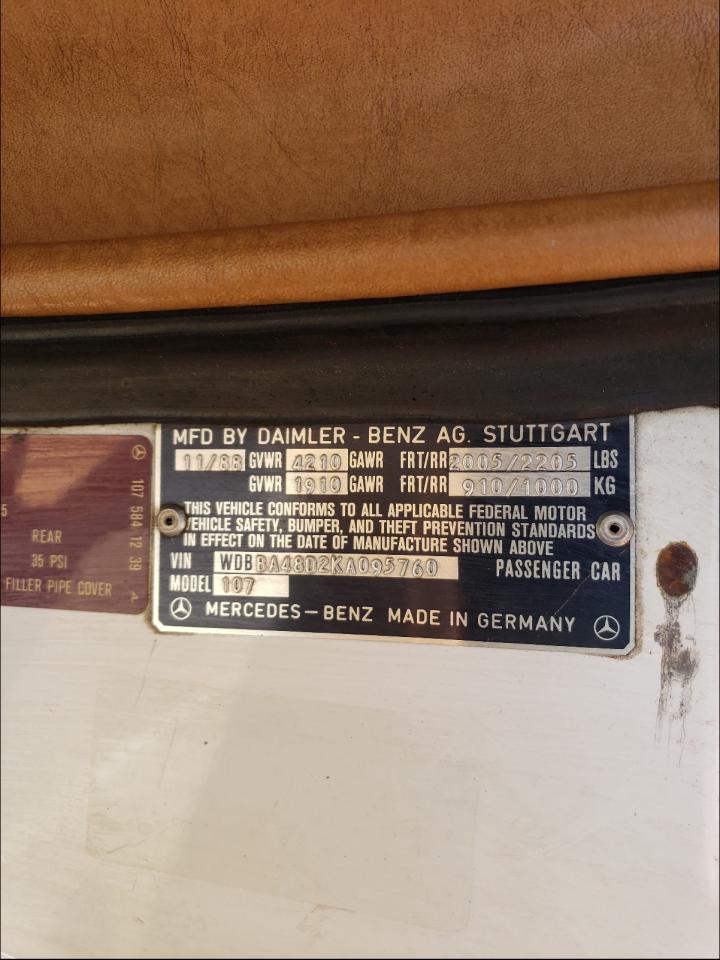 MFD BY DAIMLER - BENZ AG. STUTTGART
11/88 GVWR 4210 GAWR FRT/RR 2005/2205 LBS
GVWR 1910 GAWR FRT/RR 910/1000 KG
THIS VEHICLE CONFORMS TO ALL APPLICABLE FEDERAL MOTOR
VEHICLE SAFETY, BUMPER, AND THEFT PREVENTION STANDARDS
IN EFFECT ON THE DATE OF MANUFACTURE SHOWN ABOVE
VIN WDBBA48D2KA095760 PASSENGER CAR
MODEL 107
MERCEDES-BENZ MADE IN GERMANY
5
REAR
35 PSI
FILLER PIPE COVER
107 584 12 39